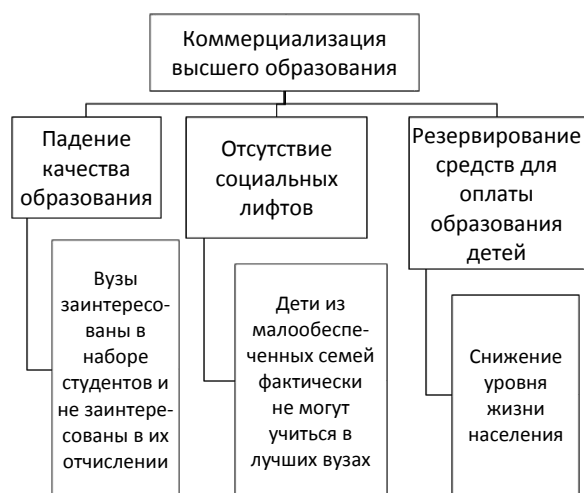 Коммерциализация
высшего образования
Падение
качества
образования
Отсутствие
социальных
лифтов
Резервирование
средств для
оплаты
образования
детей
Вузы
заинтересо-
ваны в
наборе
студентов и
не заинтере-
сованы в их
отчислении
Дети из
малообеспе-
ченных семей
фактически
не могут
учиться в
лучших вузах
Снижение
уровня
жизни
населения